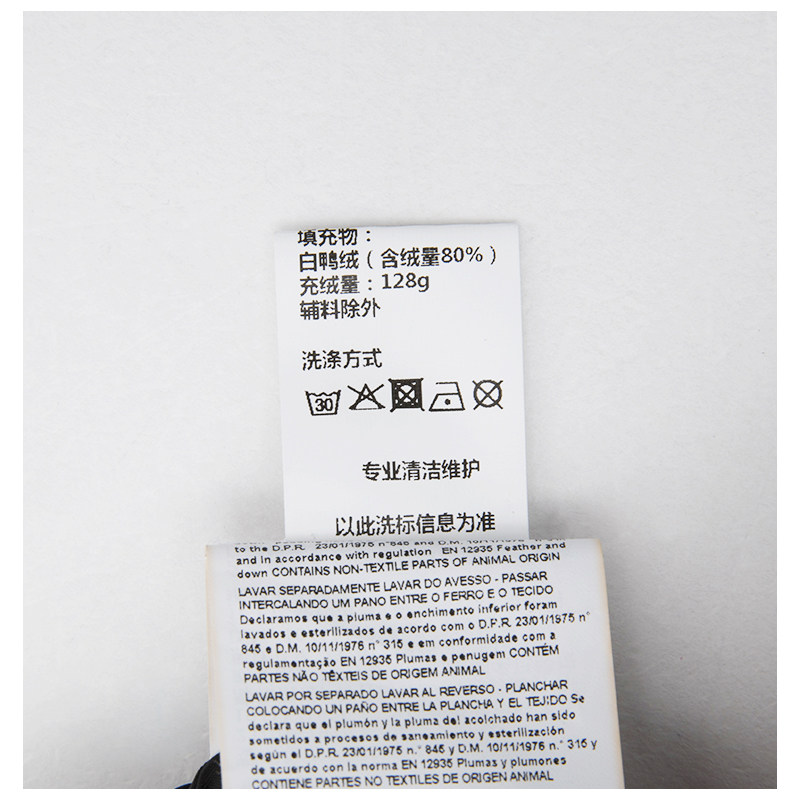 填充物：
白鸭绒（含绒量80%）
充绒量：128g
辅料除外
洗涤方式
30
专业清洁维护
以此洗标信息为准
to the D.P.R. 23/01/1975 n°845 and D.M. 10/11/1976
and in accordance with regulation EN 12935 Feather and
down CONTAINS NON-TEXTILE PARTS OF ANIMAL ORIGIN
LAVAR SEPARADAMENTE LAVAR DO AVESSO - PASSAR
INTERCALANDO UM PANO ENTRE O FERRO E O TECIDO
Declaramos que a pluma e o enchimento inferior foram
lavados e esterilizados de acordo com o D.P.R. 23/01/1975 n°
845 e D.M. 10/11/1976 n° 315 e em conformidade com a
regulamentação EN 12935 Plumas e penugem CONTÉM
PARTES NÃO TÊXTEIS DE ORIGEM ANIMAL
LAVAR POR SEPARADO LAVAR AL REVERSO - PLANCHAR
COLOCANDO UN PAÑO ENTRE LA PLANCHA Y EL TEJIDO Se
declara que el plumón y la pluma del acolchado han sido
sometidos a procesos de saneamiento y esterilización
según el D.P.R. 23/01/1975 n.° 845 y D.M. 10/11/1976 n.° 315 y
de acuerdo con la norma EN 12935 Plumas y plumones
CONTIENE PARTES NO TEXTILES DE ORIGEN ANIMAL